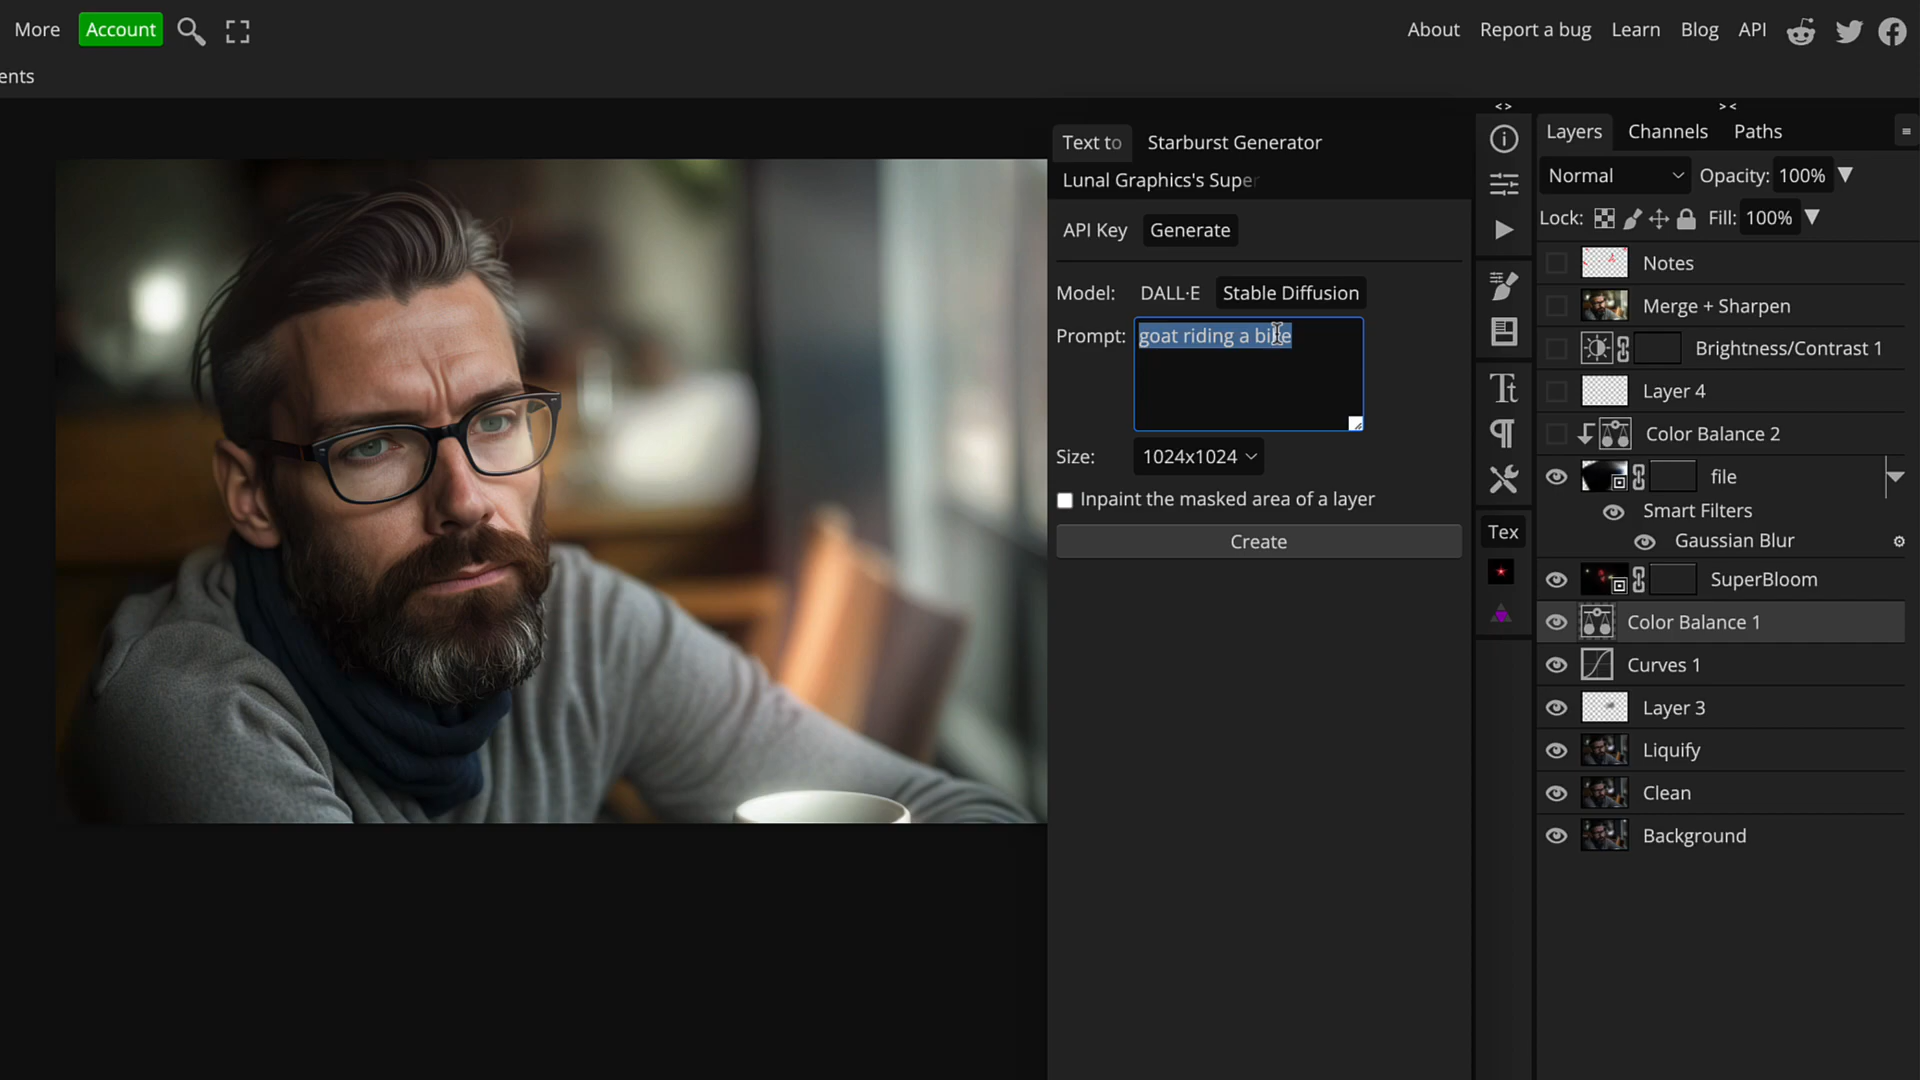 More Account About Report a bug Learn Blog API
ents
Text to Starburst Generator
Lunal Graphics's Super
API Key Generate
Model: DALL·E Stable Diffusion
Prompt: goat riding a bike
Size: 1024x1024
Inpaint the masked area of a layer
Create
Tt
Tex
< >
> <
Layers Channels Paths
Normal Opacity: 100%
Lock: Fill: 100%
Notes
Merge + Sharpen
Brightness/Contrast 1
Layer 4
Color Balance 2
file
Smart Filters
Gaussian Blur
SuperBloom
Color Balance 1
Curves 1
Layer 3
Liquify
Clean
Background